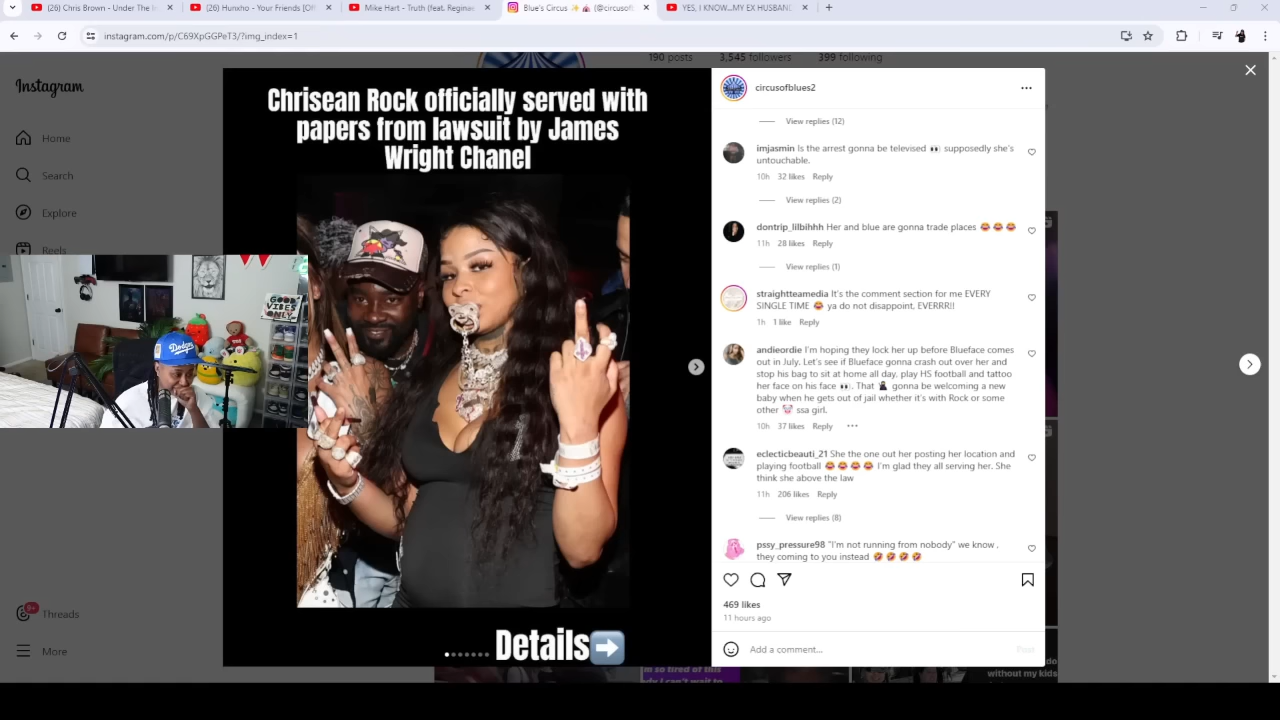 (26) Chris Brown - Under The In
(26) Hunxho - Your Friends [Of
Mike Hart - Truth (feat. Reginae
Blue's Circus ✨🎪 (@circusofb
YES, I KNOW...MY EX HUSBAND
instagram.com/p/C69XpGGPeT3/?img_index=1
190 posts 3,545 followers 399 following
Instagram
Home
Search
Explore
Reels
9+
Threads
More
Chrisean Rock officially served with
papers from lawsuit by James
Wright Chanel
Details➡️
Dodgers
GOOD
ONLY
circusofblues2
View replies (12)
imjasmin Is the arrest gonna be televised 👀 supposedly she's
untouchable.
10h 32 likes Reply
View replies (2)
dontrip_lilbihhh Her and blue are gonna trade places 😂 😂 😂
11h 28 likes Reply
View replies (1)
straightteamedia It's the comment section for me EVERY
SINGLE TIME 😂 ya do not disappoint, EVERRR!!
1h 1 like Reply
andieordie I'm hoping they lock her up before Blueface comes
out in July. Let's see if Blueface gonna crash out over her and
stop his bag to sit at home all day, play HS football and tattoo
her face on his face 👀. That 🥷🏿 gonna be welcoming a new
baby when he gets out of jail whether it's with Rock or some
other 🐷 ssa girl.
10h 37 likes Reply
eclecticbeauti_21 She the one out her posting her location and
playing football 😂 😂 😂 😂 I'm glad they all serving her. She
think she above the law
11h 206 likes Reply
View replies (8)
pssy_pressure98 "I'm not running from nobody" we know ,
they coming to you instead 🤣 🤣 🤣 🤣
469 likes
11 hours ago
Add a comment...
Post
without my kids